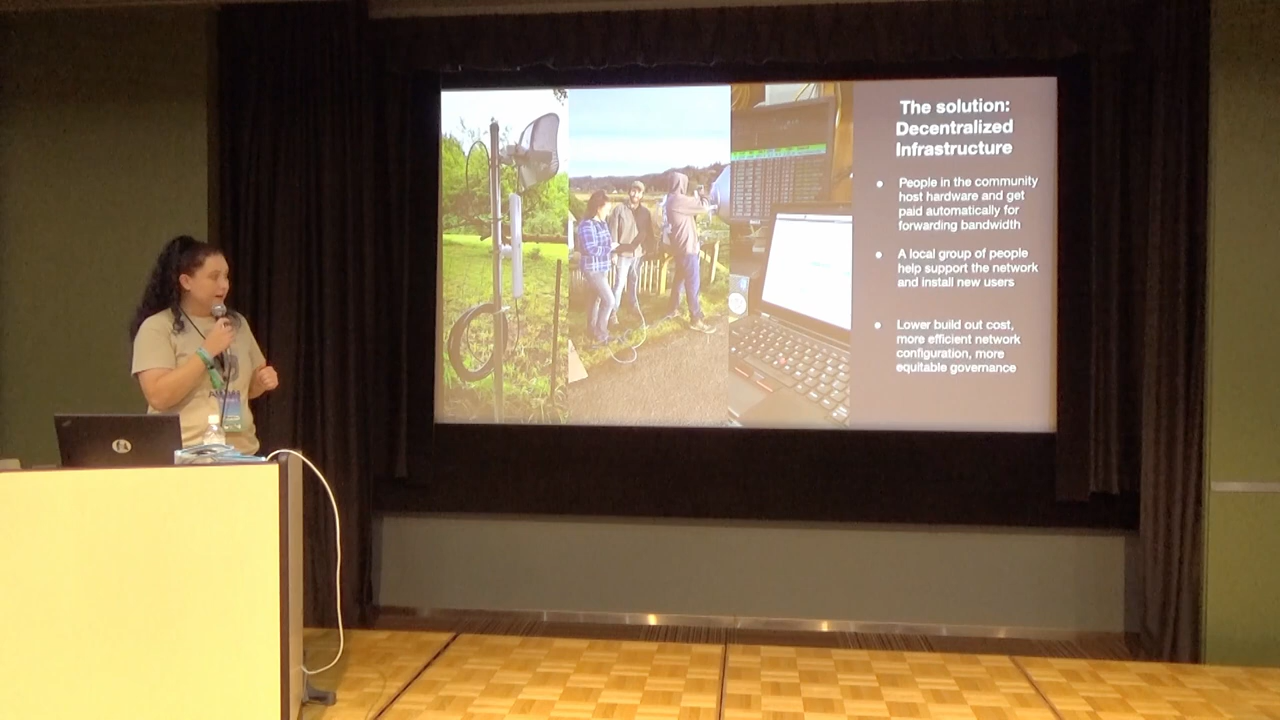 The solution:
Decentralized
Infrastructure
People in the community
host hardware and get
paid automatically for
forwarding bandwidth
A local group of people
help support the network
and install new users
Lower build out cost,
more efficient network
configuration, more
equitable governance